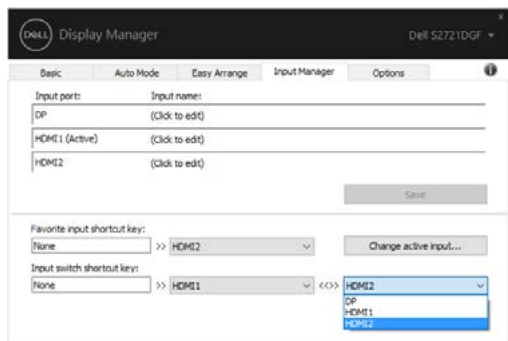 DELL Display Manager Dell S2721DGF
Basic Auto Mode Easy Arrange Input Manager Options
Input port: Input name:
DP (Click to edit)
HDMI1 (Active) (Click to edit)
HDMI2 (Click to edit)
Save
Favorite input shortcut key:
None >> HDMI2 Change active input...
Input switch shortcut key:
None >> HDMI1 <<>> HDMI2
DP
HDMI1
HDMI2